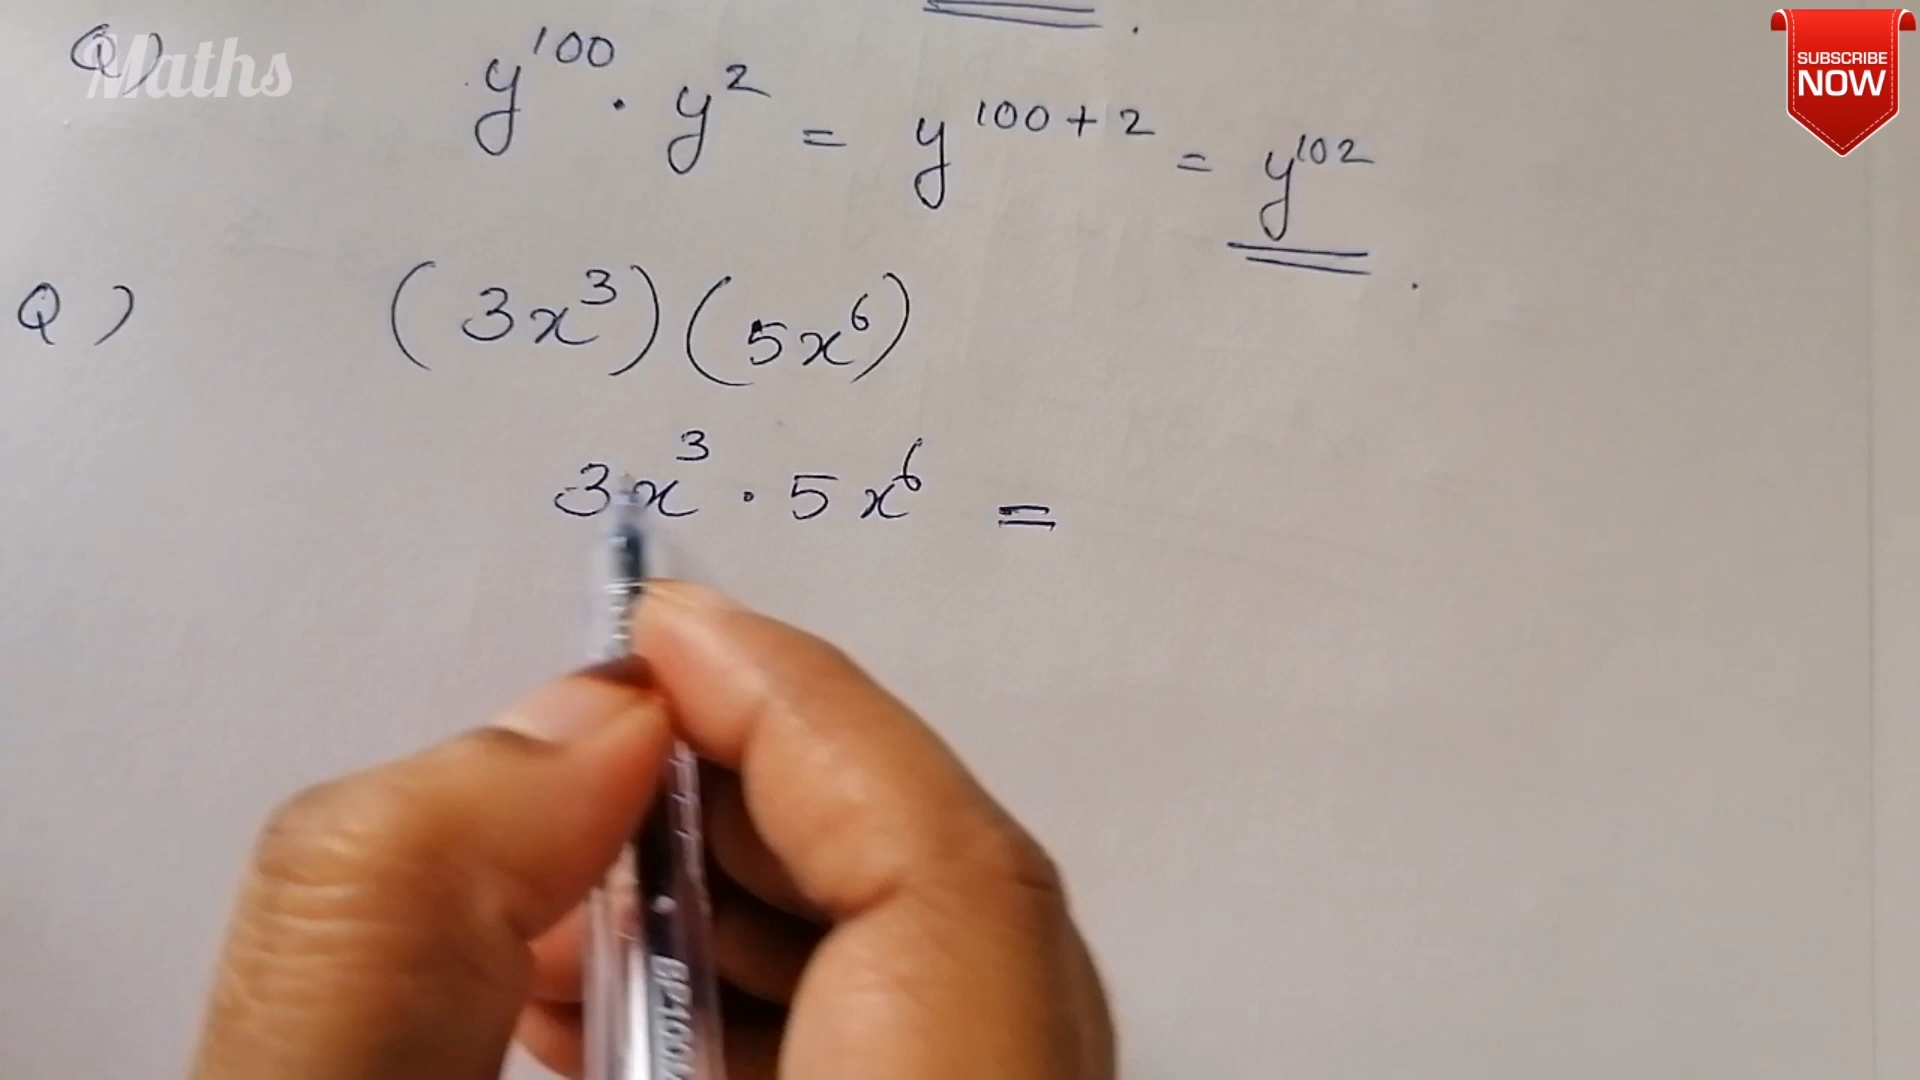 Maths
SUBSCRIBE
NOW
Q) y¹⁰⁰ · y² = y¹⁰⁰⁺² = y¹⁰²
Q) (3x³)(5x⁶)
3x³ · 5x⁶ =